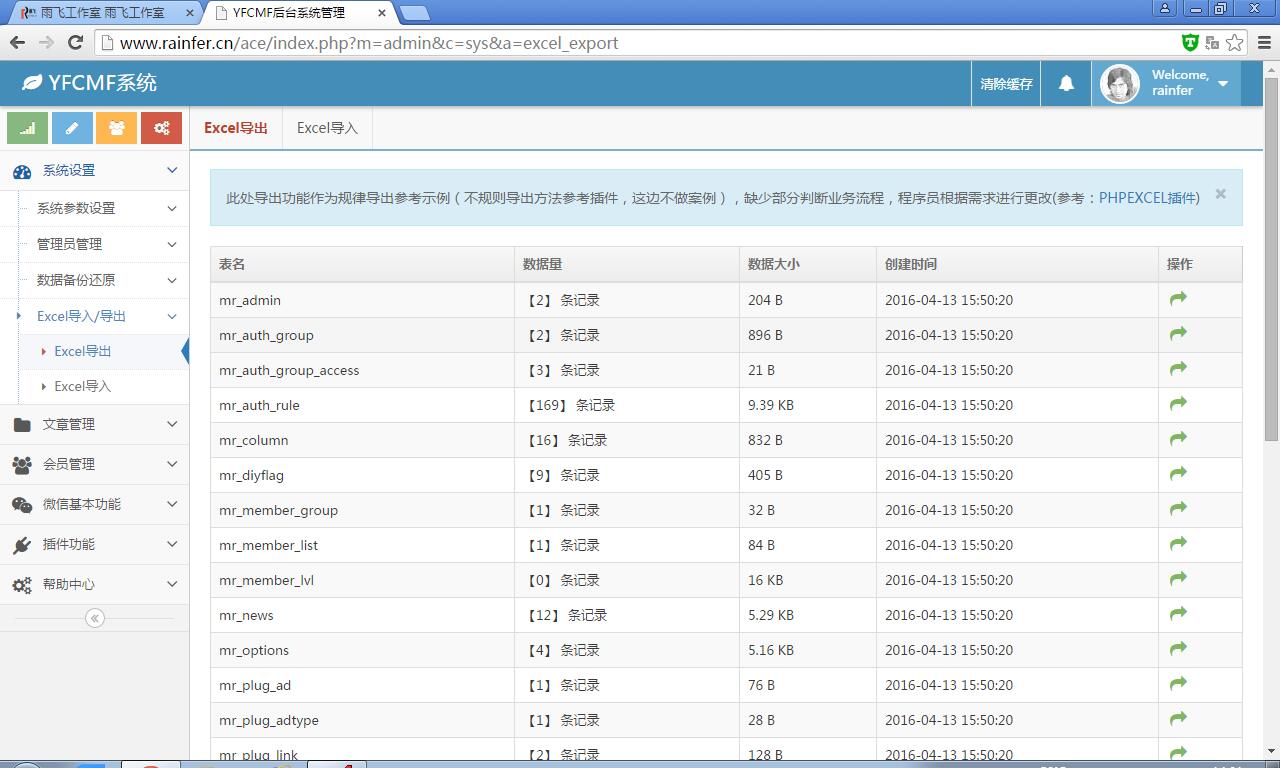 雨飞工作室 雨飞工作室
YFCMF后台系统管理
www.rainfer.cn/ace/index.php?m=admin&c=sys&a=excel_export
YFCMF系统
清除缓存
Welcome,
rainfer
Excel导出
Excel导入
系统设置
系统参数设置
管理员管理
数据备份还原
Excel导入/导出
Excel导出
Excel导入
文章管理
会员管理
微信基本功能
插件功能
帮助中心
此处导出功能作为规律导出参考示例（不规则导出方法参考插件，这边不做案例），缺少部分判断业务流程，程序员根据需求进行更改(参考：PHPEXCEL插件)
表名 数据量 数据大小 创建时间 操作
mr_admin 【2】 条记录 204 B 2016-04-13 15:50:20
mr_auth_group 【2】 条记录 896 B 2016-04-13 15:50:20
mr_auth_group_access 【3】 条记录 21 B 2016-04-13 15:50:20
mr_auth_rule 【169】 条记录 9.39 KB 2016-04-13 15:50:20
mr_column 【16】 条记录 832 B 2016-04-13 15:50:20
mr_diyflag 【9】 条记录 405 B 2016-04-13 15:50:20
mr_member_group 【1】 条记录 32 B 2016-04-13 15:50:20
mr_member_list 【1】 条记录 84 B 2016-04-13 15:50:20
mr_member_lvl 【0】 条记录 16 KB 2016-04-13 15:50:20
mr_news 【12】 条记录 5.29 KB 2016-04-13 15:50:20
mr_options 【4】 条记录 5.16 KB 2016-04-13 15:50:20
mr_plug_ad 【1】 条记录 76 B 2016-04-13 15:50:20
mr_plug_adtype 【1】 条记录 28 B 2016-04-13 15:50:20
mr_plug_link 【2】 条记录 128 B 2016-04-13 15:50:20